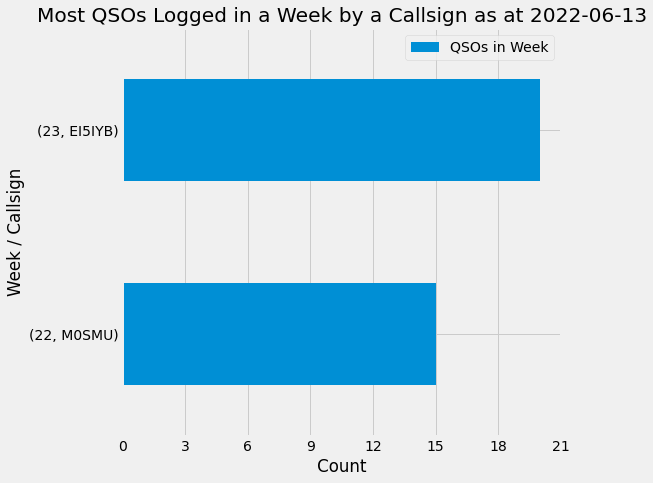 Most QSOs Logged in a Week by a Callsign as at 2022-06-13
QSOs in Week
(23, EI5IYB)
Week / Callsign
(22, M0SMU)
0 3 6 9 12 15 18 21
Count